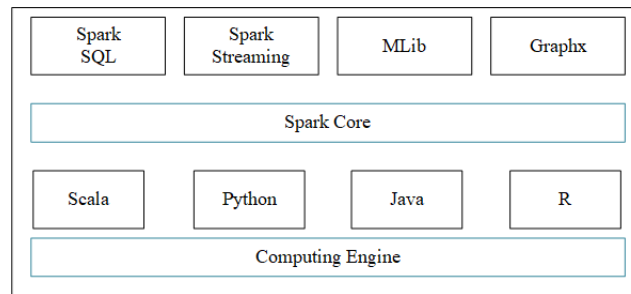 Spark
SQL
Spark
Streaming
MLib
Graphx
Spark Core
Scala
Python
Java
R
Computing Engine